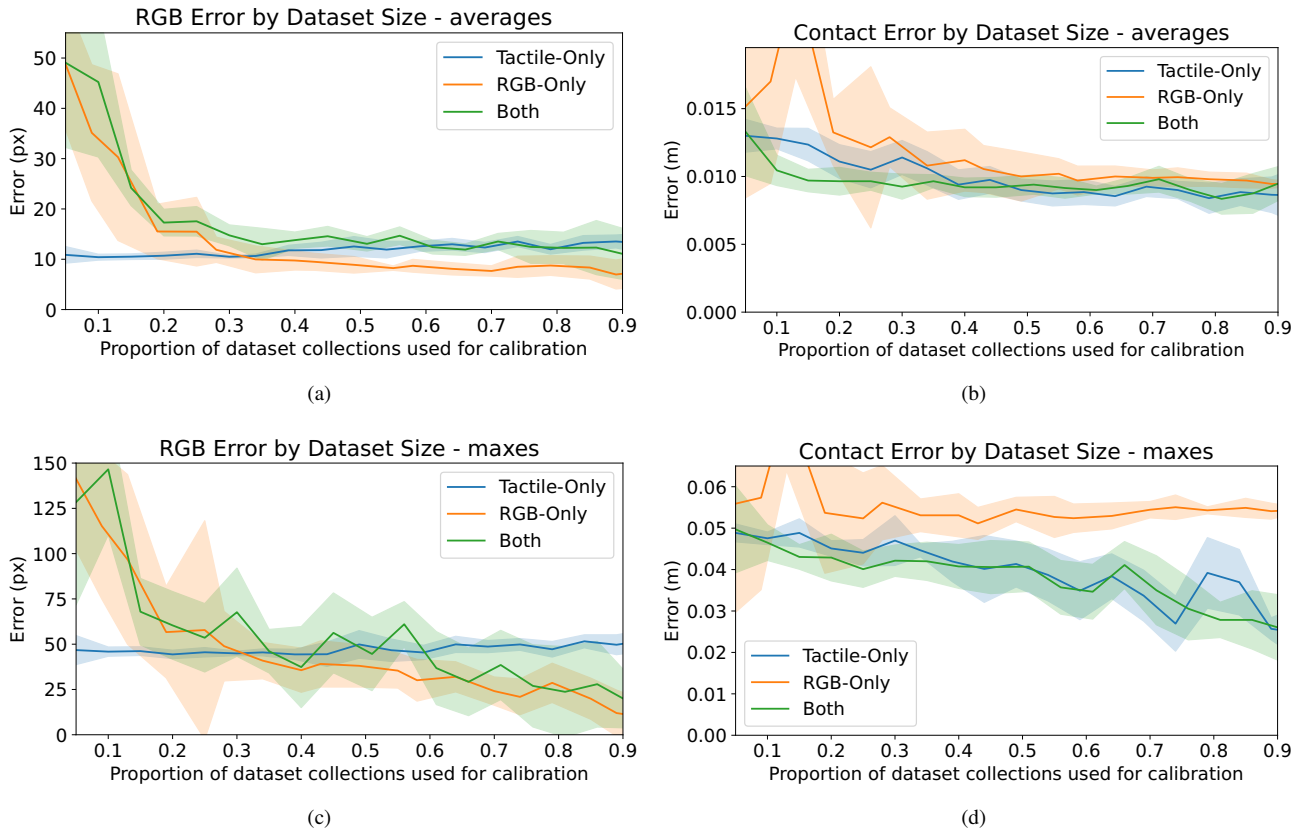 RGB Error by Dataset Size - averages
50
40
30
20
10
0
Error (px)
Tactile-Only
RGB-Only
Both
0.1 0.2 0.3 0.4 0.5 0.6 0.7 0.8 0.9
Proportion of dataset collections used for calibration
(a)
Contact Error by Dataset Size - averages
0.015
0.010
0.005
0.000
Error (m)
Tactile-Only
RGB-Only
Both
0.1 0.2 0.3 0.4 0.5 0.6 0.7 0.8 0.9
Proportion of dataset collections used for calibration
(b)
RGB Error by Dataset Size - maxes
150
125
100
75
50
25
0
Error (px)
Tactile-Only
RGB-Only
Both
0.1 0.2 0.3 0.4 0.5 0.6 0.7 0.8 0.9
Proportion of dataset collections used for calibration
(c)
Contact Error by Dataset Size - maxes
0.06
0.05
0.04
0.03
0.02
0.01
0.00
Error (m)
Tactile-Only
RGB-Only
Both
0.1 0.2 0.3 0.4 0.5 0.6 0.7 0.8 0.9
Proportion of dataset collections used for calibration
(d)